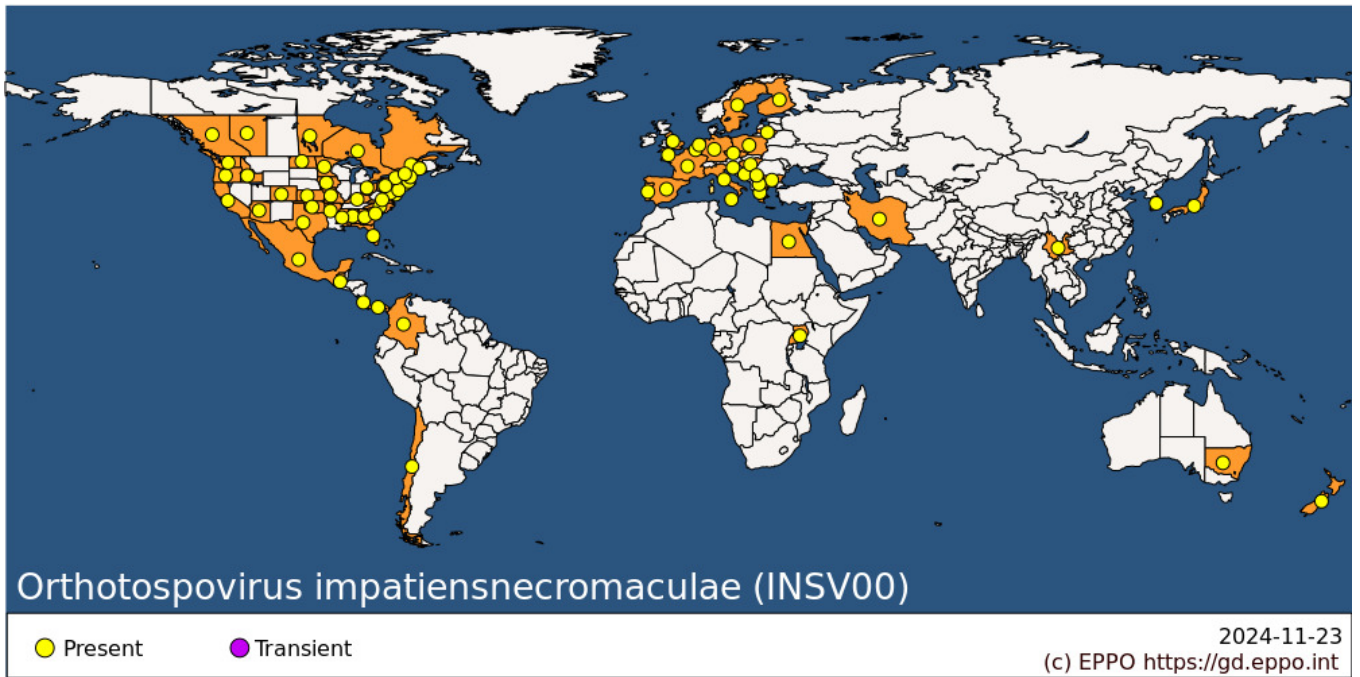 Orthotospovirus impatiensnecromaculae (INSV00)
Present
Transient
2024-11-23
(c) EPPO https://gd.eppo.int